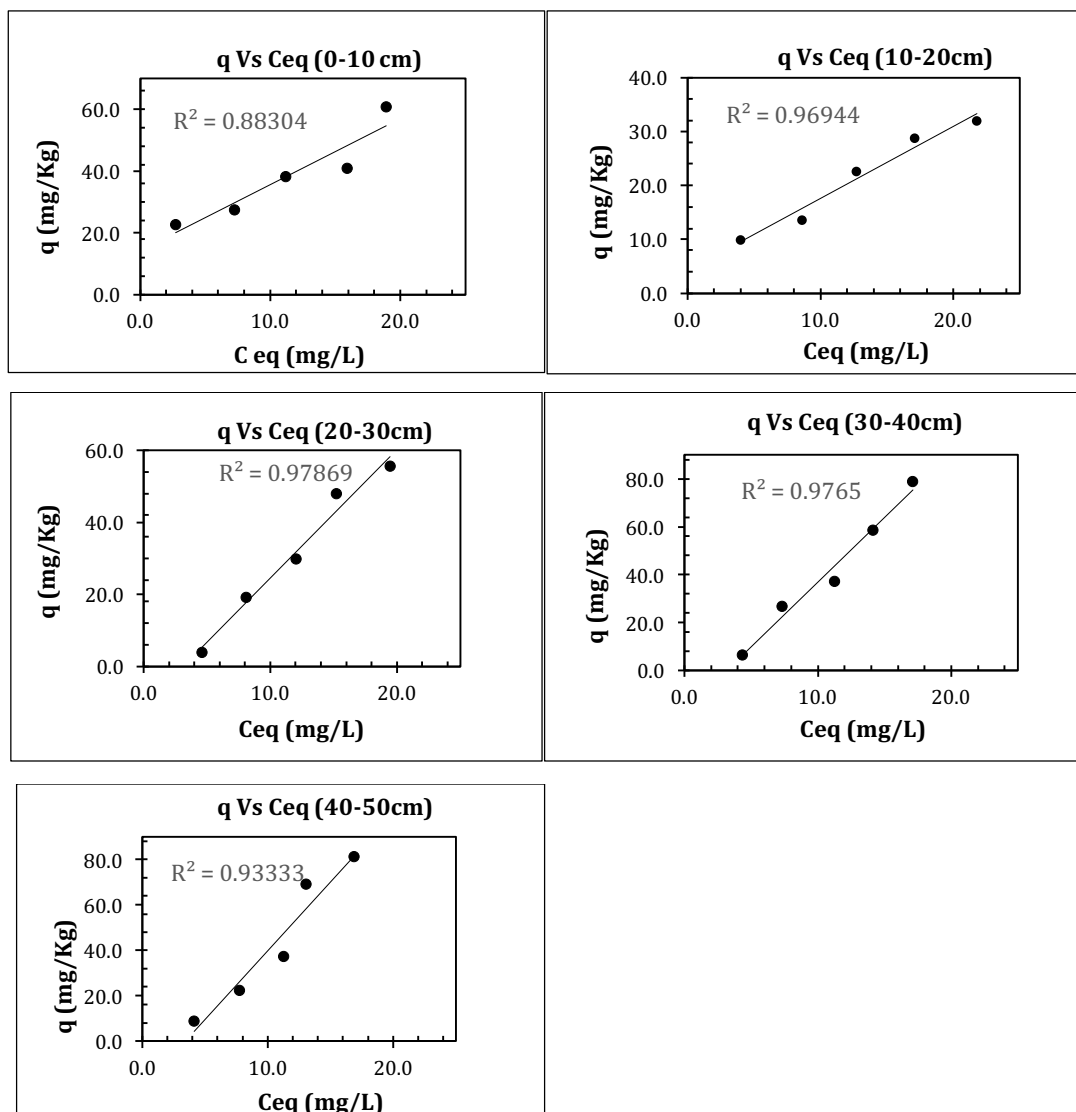 q Vs Ceq (0-10 cm)
60.0
40.0
20.0
0.0
R² = 0.88304
q (mg/Kg)
0.0 10.0 20.0
C eq (mg/L)
q Vs Ceq (10-20cm)
40.0
30.0
20.0
10.0
0.0
R² = 0.96944
q (mg/Kg)
0.0 10.0 20.0
Ceq (mg/L)
q Vs Ceq (20-30cm)
60.0
40.0
20.0
0.0
R² = 0.97869
q (mg/Kg)
0.0 10.0 20.0
Ceq (mg/L)
q Vs Ceq (30-40cm)
80.0
60.0
40.0
20.0
0.0
R² = 0.9765
q (mg/Kg)
0.0 10.0 20.0
Ceq (mg/L)
q Vs Ceq (40-50cm)
80.0
60.0
40.0
20.0
0.0
R² = 0.93333
q (mg/Kg)
0.0 10.0 20.0
Ceq (mg/L)